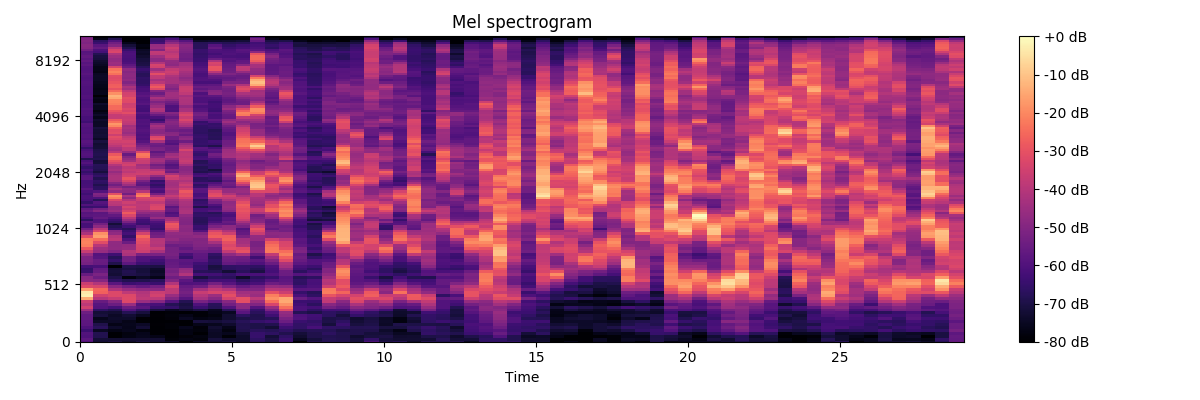 Mel spectrogram
Hz
8192
4096
2048
1024
512
0
0 5 10 15 20 25
Time
+0 dB
-10 dB
-20 dB
-30 dB
-40 dB
-50 dB
-60 dB
-70 dB
-80 dB